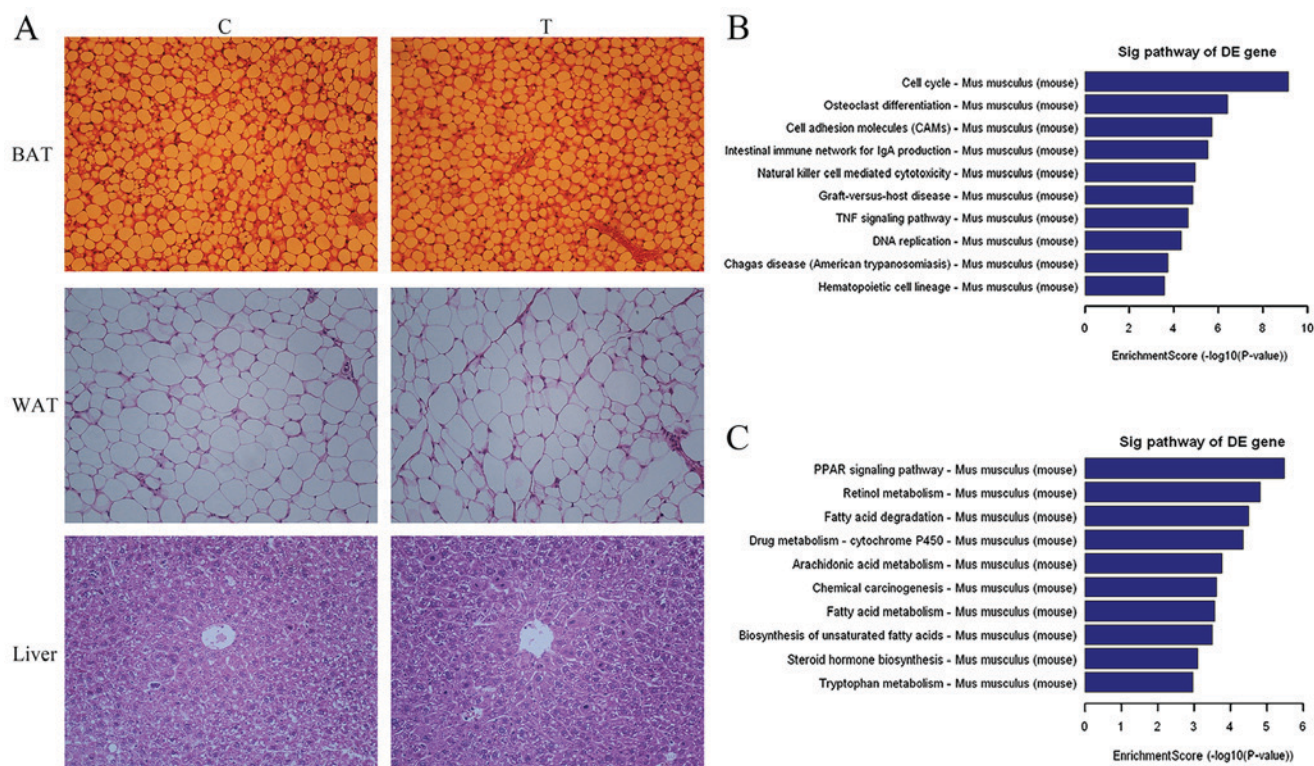 A
C
T
BAT
WAT
Liver
B
Sig pathway of DE gene
Cell cycle - Mus musculus (mouse)
Osteoclast differentiation - Mus musculus (mouse)
Cell adhesion molecules (CAMs) - Mus musculus (mouse)
Intestinal immune network for IgA production - Mus musculus (mouse)
Natural killer cell mediated cytotoxicity - Mus musculus (mouse)
Graft-versus-host disease - Mus musculus (mouse)
TNF signaling pathway - Mus musculus (mouse)
DNA replication - Mus musculus (mouse)
Chagas disease (American trypanosomiasis) - Mus musculus (mouse)
Hematopoietic cell lineage - Mus musculus (mouse)
0 2 4 6 8 10
EnrichmentScore (-log10(P-value))
C
Sig pathway of DE gene
PPAR signaling pathway - Mus musculus (mouse)
Retinol metabolism - Mus musculus (mouse)
Fatty acid degradation - Mus musculus (mouse)
Drug metabolism - cytochrome P450 - Mus musculus (mouse)
Arachidonic acid metabolism - Mus musculus (mouse)
Chemical carcinogenesis - Mus musculus (mouse)
Fatty acid metabolism - Mus musculus (mouse)
Biosynthesis of unsaturated fatty acids - Mus musculus (mouse)
Steroid hormone biosynthesis - Mus musculus (mouse)
Tryptophan metabolism - Mus musculus (mouse)
0 1 2 3 4 5 6
EnrichmentScore (-log10(P-value))